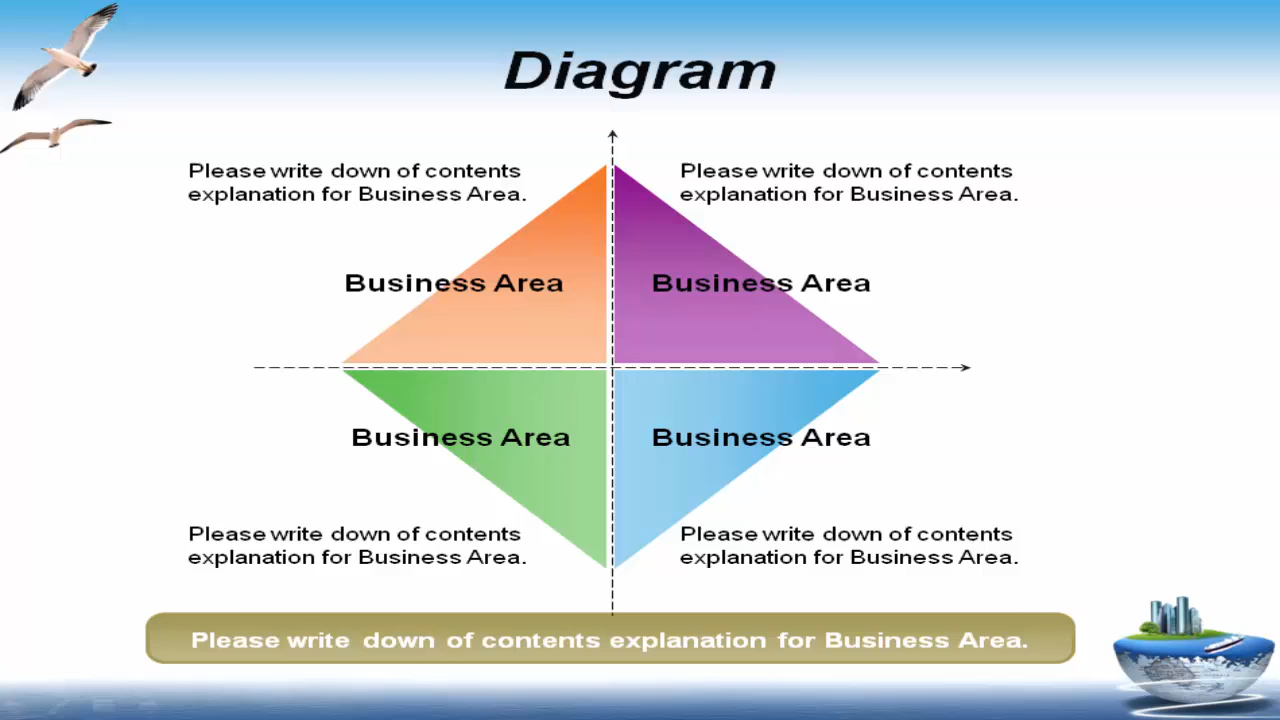 Diagram
Please write down of contents
explanation for Business Area.
Please write down of contents
explanation for Business Area.
Business Area
Business Area
Business Area
Business Area
Please write down of contents
explanation for Business Area.
Please write down of contents
explanation for Business Area.
Please write down of contents explanation for Business Area.